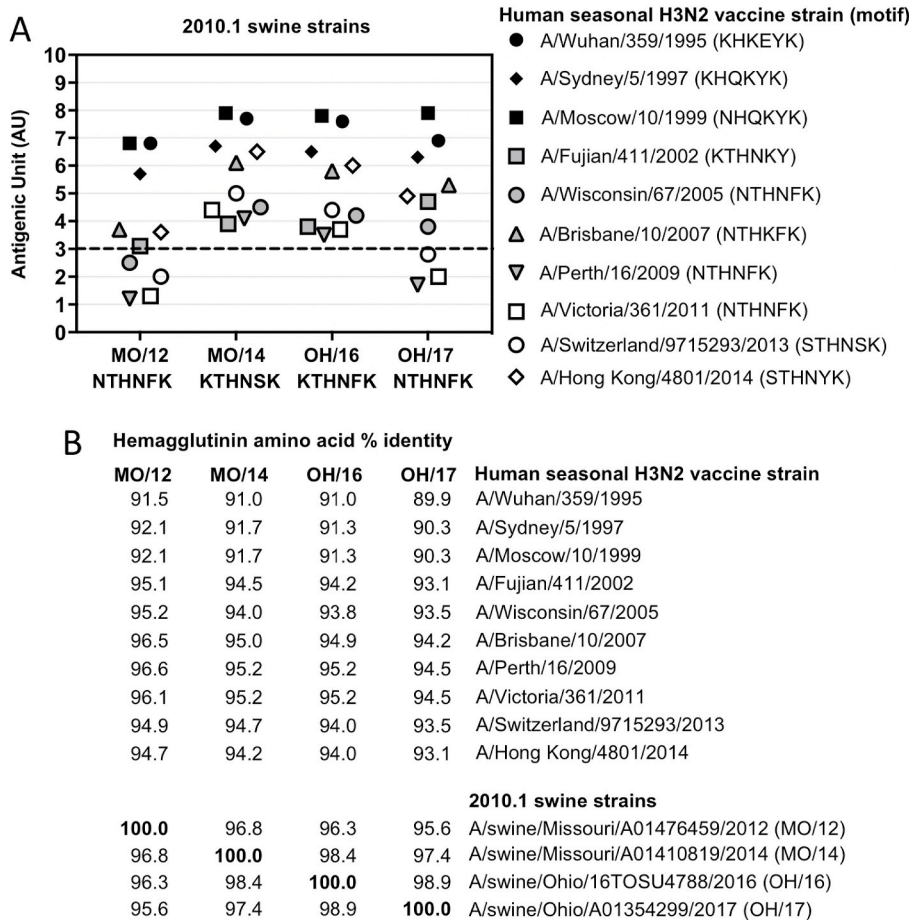 A
2010.1 swine strains
Antigenic Unit (AU)
10
9
8
7
6
5
4
3
2
1
0
MO/12 MO/14 OH/16 OH/17
NTHNFK KTHNSK KTHNFK NTHNFK
Human seasonal H3N2 vaccine strain (motif)
A/Wuhan/359/1995 (KHKEYK)
A/Sydney/5/1997 (KHQKYK)
A/Moscow/10/1999 (NHQKYK)
A/Fujian/411/2002 (KTHNKY)
A/Wisconsin/67/2005 (NTHNFK)
A/Brisbane/10/2007 (NTHKFK)
A/Perth/16/2009 (NTHNFK)
A/Victoria/361/2011 (NTHNFK)
A/Switzerland/9715293/2013 (STHNSK)
A/Hong Kong/4801/2014 (STHNYK)
B Hemagglutinin amino acid % identity
MO/12 MO/14 OH/16 OH/17 Human seasonal H3N2 vaccine strain
91.5 91.0 91.0 89.9 A/Wuhan/359/1995
92.1 91.7 91.3 90.3 A/Sydney/5/1997
92.1 91.7 91.3 90.3 A/Moscow/10/1999
95.1 94.5 94.2 93.1 A/Fujian/411/2002
95.2 94.0 93.8 93.5 A/Wisconsin/67/2005
96.5 95.0 94.9 94.2 A/Brisbane/10/2007
96.6 95.2 95.2 94.5 A/Perth/16/2009
96.1 95.2 95.2 94.5 A/Victoria/361/2011
94.9 94.7 94.0 93.5 A/Switzerland/9715293/2013
94.7 94.2 94.0 93.1 A/Hong Kong/4801/2014
2010.1 swine strains
100.0 96.8 96.3 95.6 A/swine/Missouri/A01476459/2012 (MO/12)
96.8 100.0 98.4 97.4 A/swine/Missouri/A01410819/2014 (MO/14)
96.3 98.4 100.0 98.9 A/swine/Ohio/16TOSU4788/2016 (OH/16)
95.6 97.4 98.9 100.0 A/swine/Ohio/A01354299/2017 (OH/17)